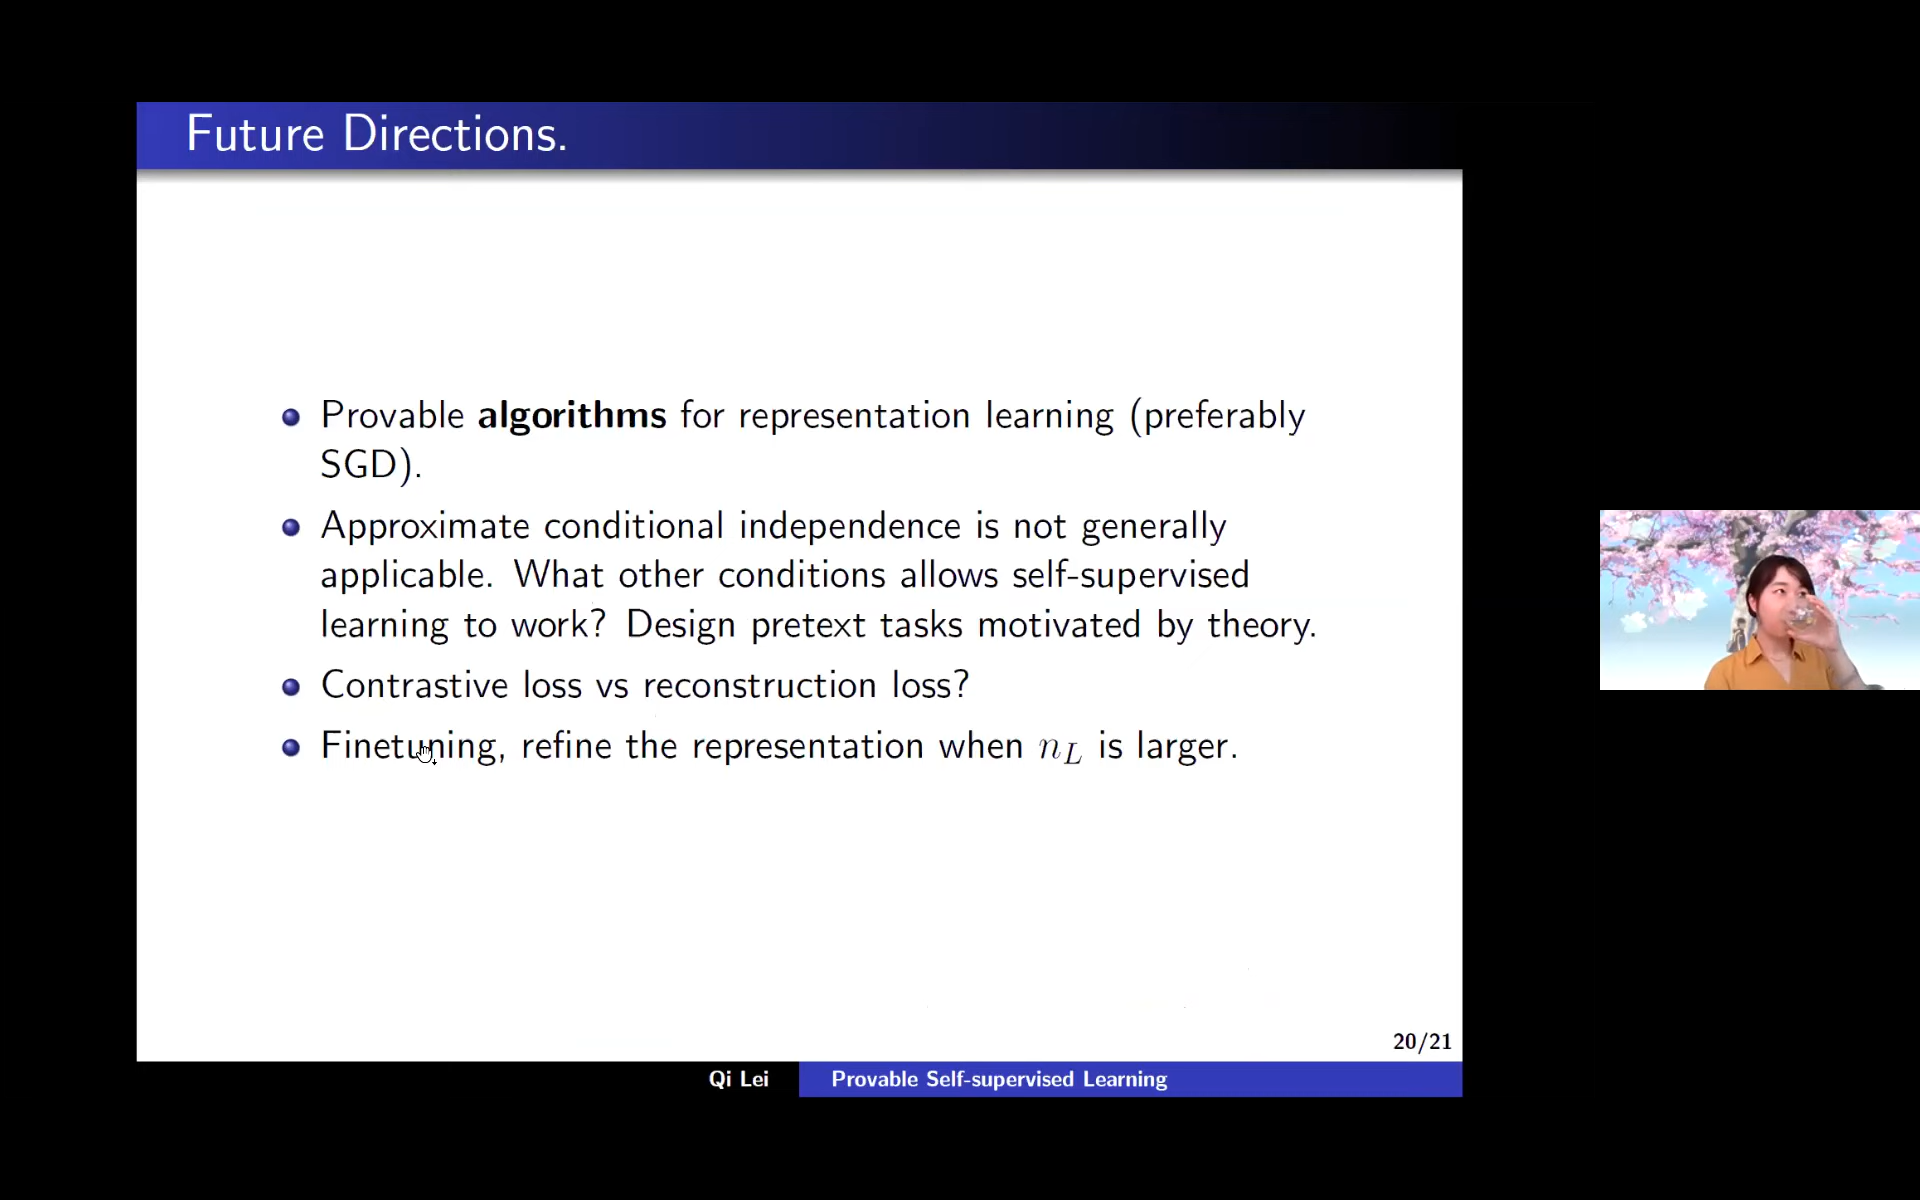 Future Directions.
Provable algorithms for representation learning (preferably
SGD).
Approximate conditional independence is not generally
applicable. What other conditions allows self-supervised
learning to work? Design pretext tasks motivated by theory.
Contrastive loss vs reconstruction loss?
Finetuning, refine the representation when n_L is larger.
20/21
Qi Lei
Provable Self-supervised Learning